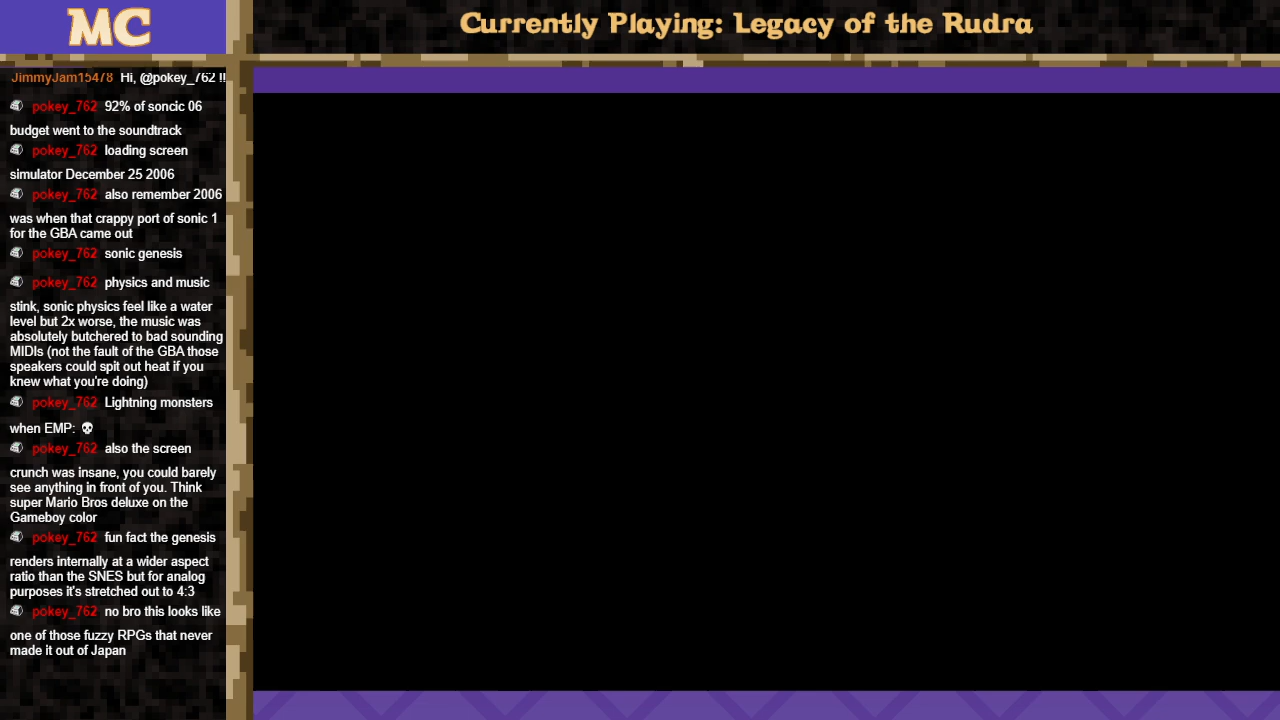 MC
Currently Playing: Legacy of the Rudra
JimmyJam15478 Hi, @pokey_762 !!
pokey_762 92% of soncic 06
budget went to the soundtrack
pokey_762 loading screen
simulator December 25 2006
pokey_762 also remember 2006
was when that crappy port of sonic 1
for the GBA came out
pokey_762 sonic genesis
pokey_762 physics and music
stink, sonic physics feel like a water
level but 2x worse, the music was
absolutely butchered to bad sounding
MIDIs (not the fault of the GBA those
speakers could spit out heat if you
knew what you're doing)
pokey_762 Lightning monsters
when EMP: 💀
pokey_762 also the screen
crunch was insane, you could barely
see anything in front of you. Think
super Mario Bros deluxe on the
Gameboy color
pokey_762 fun fact the genesis
renders internally at a wider aspect
ratio than the SNES but for analog
purposes it's stretched out to 4:3
pokey_762 no bro this looks like
one of those fuzzy RPGs that never
made it out of Japan